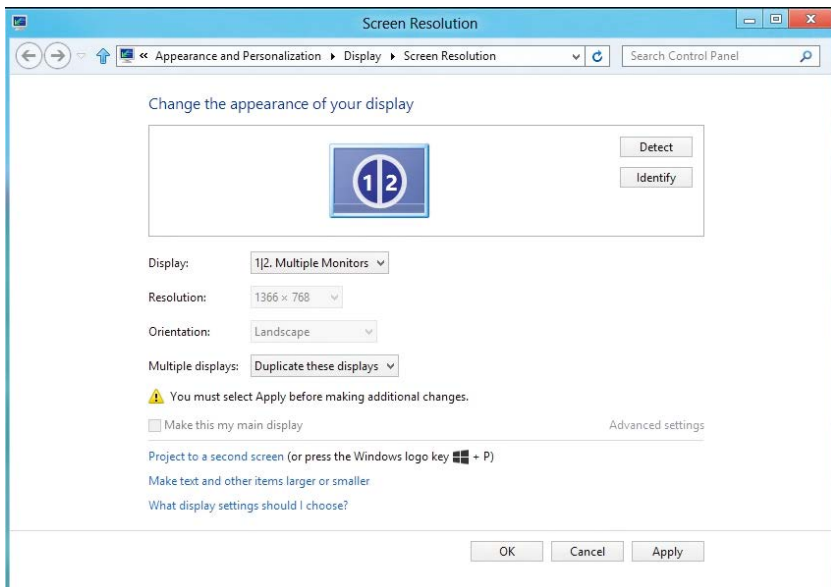 Screen Resolution
« Appearance and Personalization ▸ Display ▸ Screen Resolution
Search Control Panel
Change the appearance of your display
1|2
Detect
Identify
Display: 1|2. Multiple Monitors
Resolution: 1366 × 768
Orientation: Landscape
Multiple displays: Duplicate these displays
You must select Apply before making additional changes.
Make this my main display
Advanced settings
Project to a second screen (or press the Windows logo key + P)
Make text and other items larger or smaller
What display settings should I choose?
OK Cancel Apply